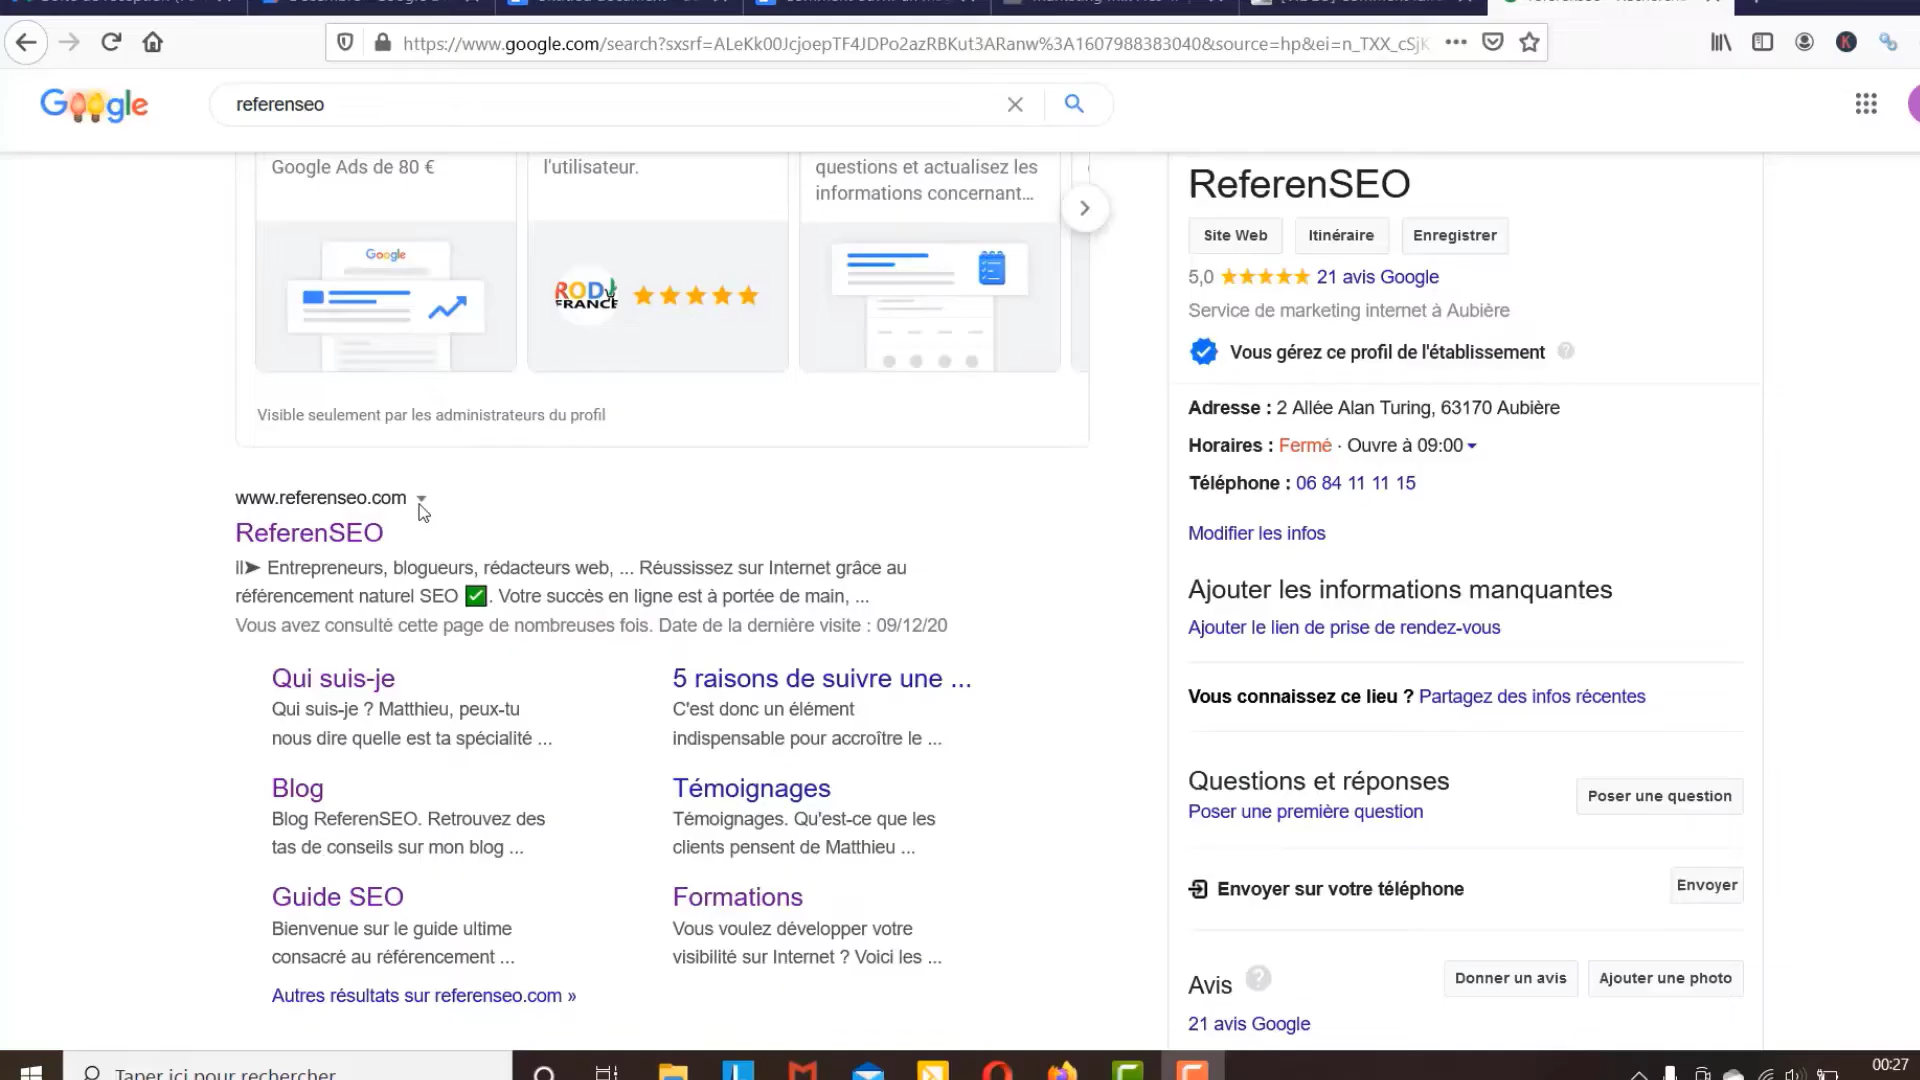 https://www.google.com/search?sxsrf=ALeKk00JcjoepTF4JDPo2azRBKut3ARanw%3A1607988383040&source=hp&ei=n_TXX_cSjK
Google
referenseo
Google Ads de 80 €
l'utilisateur.
questions et actualisez les
informations concernant...
Google
FRANCE
Visible seulement par les administrateurs du profil
www.referenseo.com
ReferenSEO
Il➤ Entrepreneurs, blogueurs, rédacteurs web, ... Réussissez sur Internet grâce au
référencement naturel SEO ✅. Votre succès en ligne est à portée de main, ...
Vous avez consulté cette page de nombreuses fois. Date de la dernière visite : 09/12/20
Qui suis-je
Qui suis-je ? Matthieu, peux-tu
nous dire quelle est ta spécialité ...
5 raisons de suivre une ...
C'est donc un élément
indispensable pour accroître le ...
Blog
Blog ReferenSEO. Retrouvez des
tas de conseils sur mon blog ...
Témoignages
Témoignages. Qu'est-ce que les
clients pensent de Matthieu ...
Guide SEO
Bienvenue sur le guide ultime
consacré au référencement ...
Formations
Vous voulez développer votre
visibilité sur Internet ? Voici les ...
Autres résultats sur referenseo.com »
ReferenSEO
Site Web
Itinéraire
Enregistrer
5,0 ★★★★★ 21 avis Google
Service de marketing internet à Aubière
Vous gérez ce profil de l'établissement
Adresse : 2 Allée Alan Turing, 63170 Aubière
Horaires : Fermé · Ouvre à 09:00
Téléphone : 06 84 11 11 15
Modifier les infos
Ajouter les informations manquantes
Ajouter le lien de prise de rendez-vous
Vous connaissez ce lieu ? Partagez des infos récentes
Questions et réponses
Poser une première question
Poser une question
Envoyer sur votre téléphone
Envoyer
Avis
Donner un avis
Ajouter une photo
21 avis Google
Taper ici pour rechercher
00:27